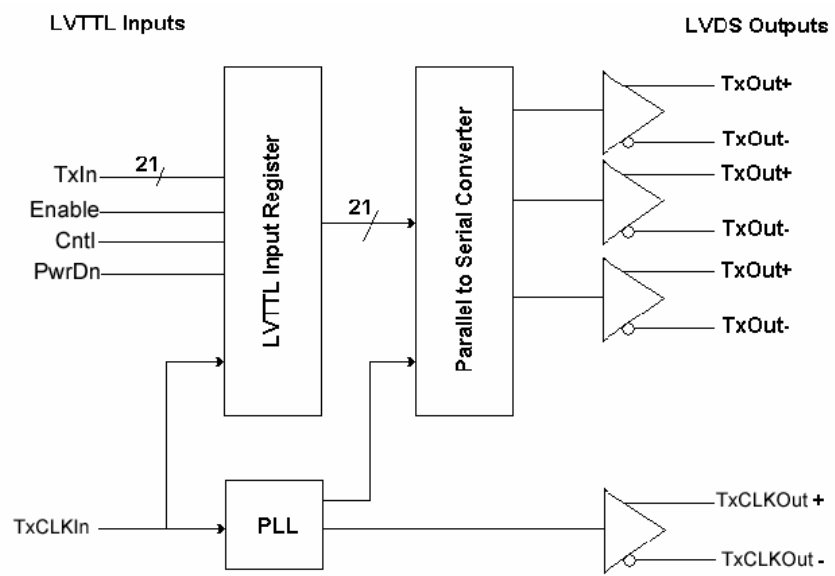 LVTTL Inputs
LVDS Outputs
TxIn
21
Enable
Cntl
PwrDn
LVTTL Input Register
21
Parallel to Serial Converter
TxOut+
TxOut-
TxOut+
TxOut-
TxOut+
TxOut-
TxCLKIn
PLL
TxCLKOut +
TxCLKOut -